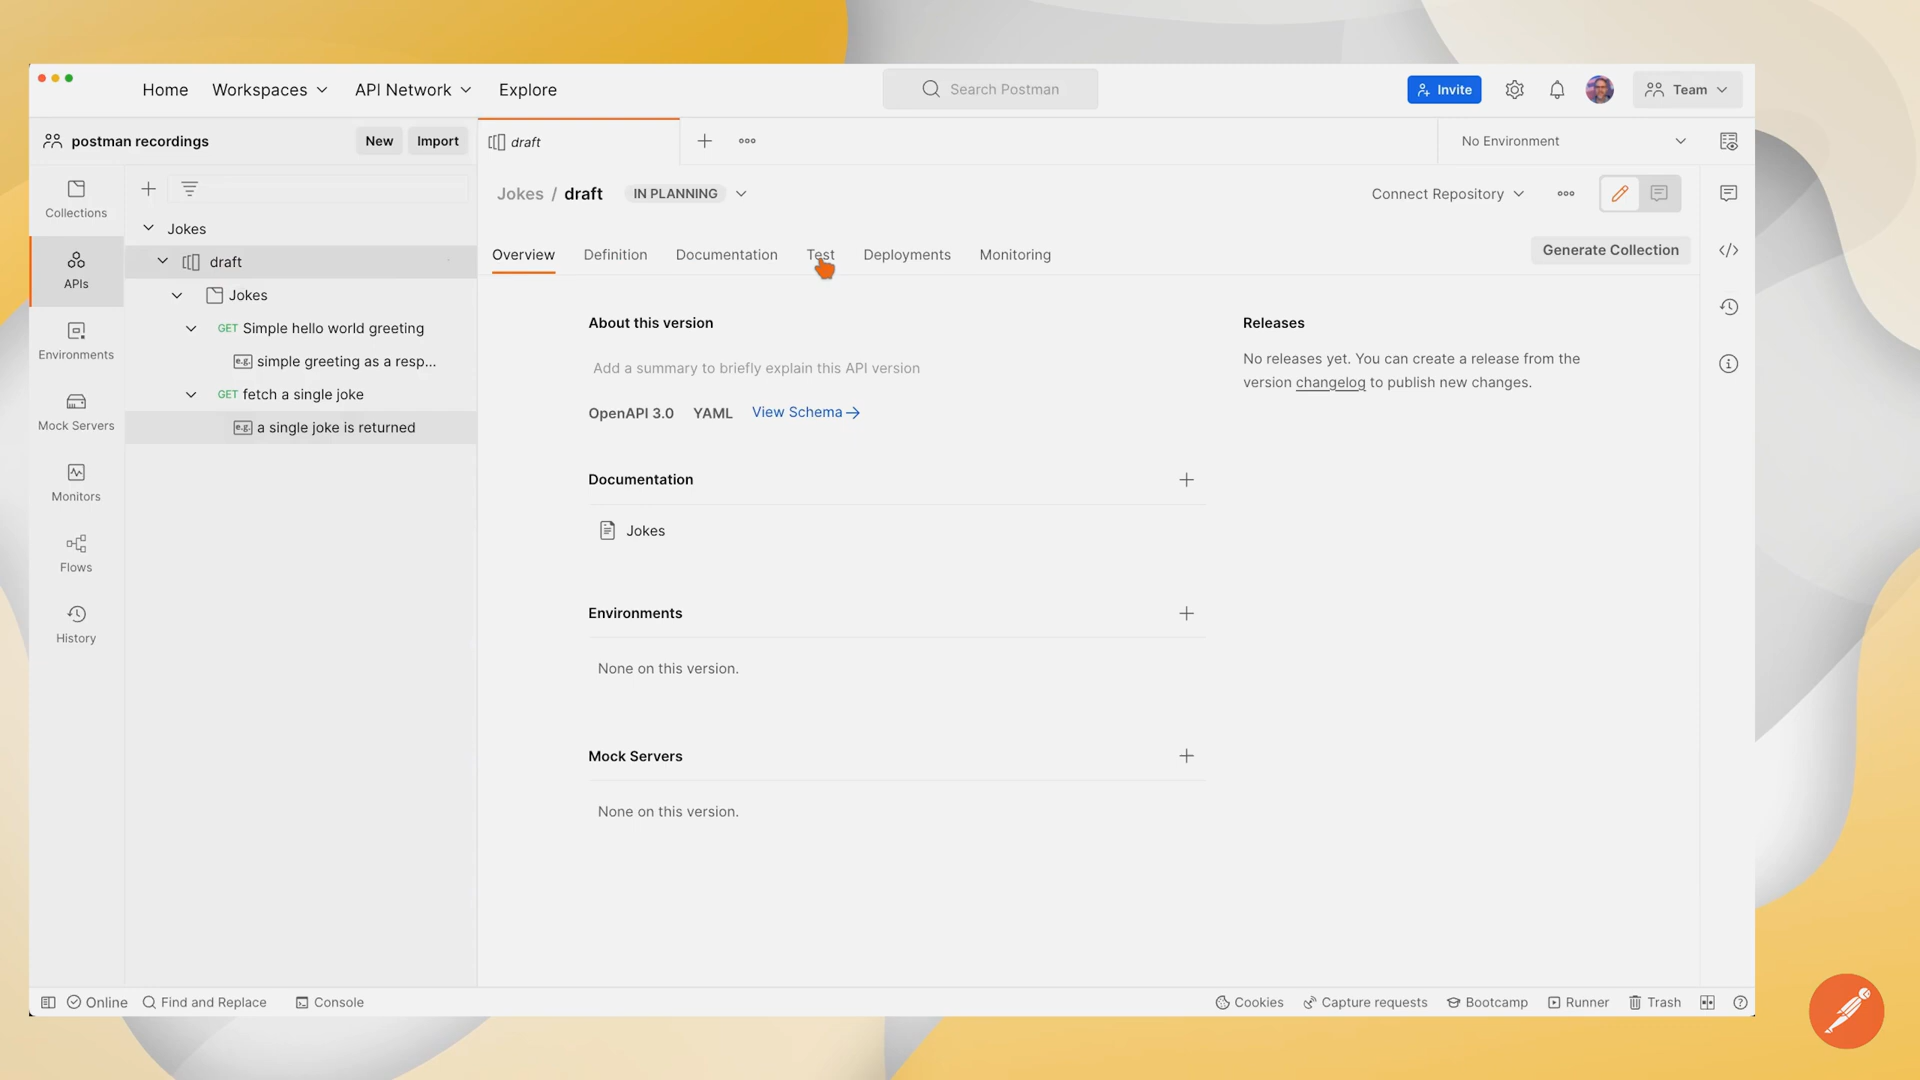 Home Workspaces API Network Explore Search Postman Invite Team
postman recordings New Import draft No Environment
Collections
APIs
Environments
Mock Servers
Monitors
Flows
History
Jokes
draft
Jokes
GET Simple hello world greeting
e.g. simple greeting as a resp...
GET fetch a single joke
e.g. a single joke is returned
Jokes / draft IN PLANNING Connect Repository
Overview Definition Documentation Test Deployments Monitoring Generate Collection
About this version
Add a summary to briefly explain this API version
OpenAPI 3.0 YAML View Schema→
Documentation
Jokes
Environments
None on this version.
Mock Servers
None on this version.
Releases
No releases yet. You can create a release from the
version changelog to publish new changes.
Online Find and Replace Console Cookies Capture requests Bootcamp Runner Trash